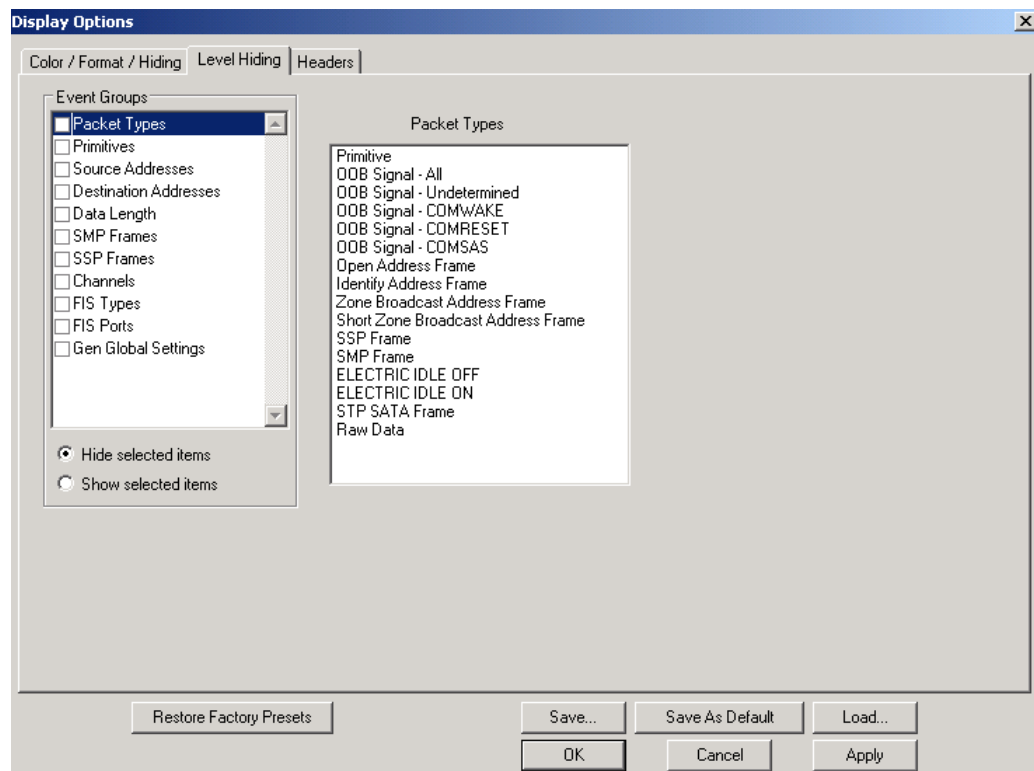 Display Options
Color / Format / Hiding
Level Hiding
Headers
Event Groups
Packet Types
Primitives
Source Addresses
Destination Addresses
Data Length
SMP Frames
SSP Frames
Channels
FIS Types
FIS Ports
Gen Global Settings
Hide selected items
Show selected items
Packet Types
Primitive
OOB Signal - All
OOB Signal - Undetermined
OOB Signal - COMWAKE
OOB Signal - COMRESET
OOB Signal - COMSAS
Open Address Frame
Identify Address Frame
Zone Broadcast Address Frame
Short Zone Broadcast Address Frame
SSP Frame
SMP Frame
ELECTRIC IDLE OFF
ELECTRIC IDLE ON
STP SATA Frame
Raw Data
Restore Factory Presets
Save...
Save As Default
Load...
OK
Cancel
Apply